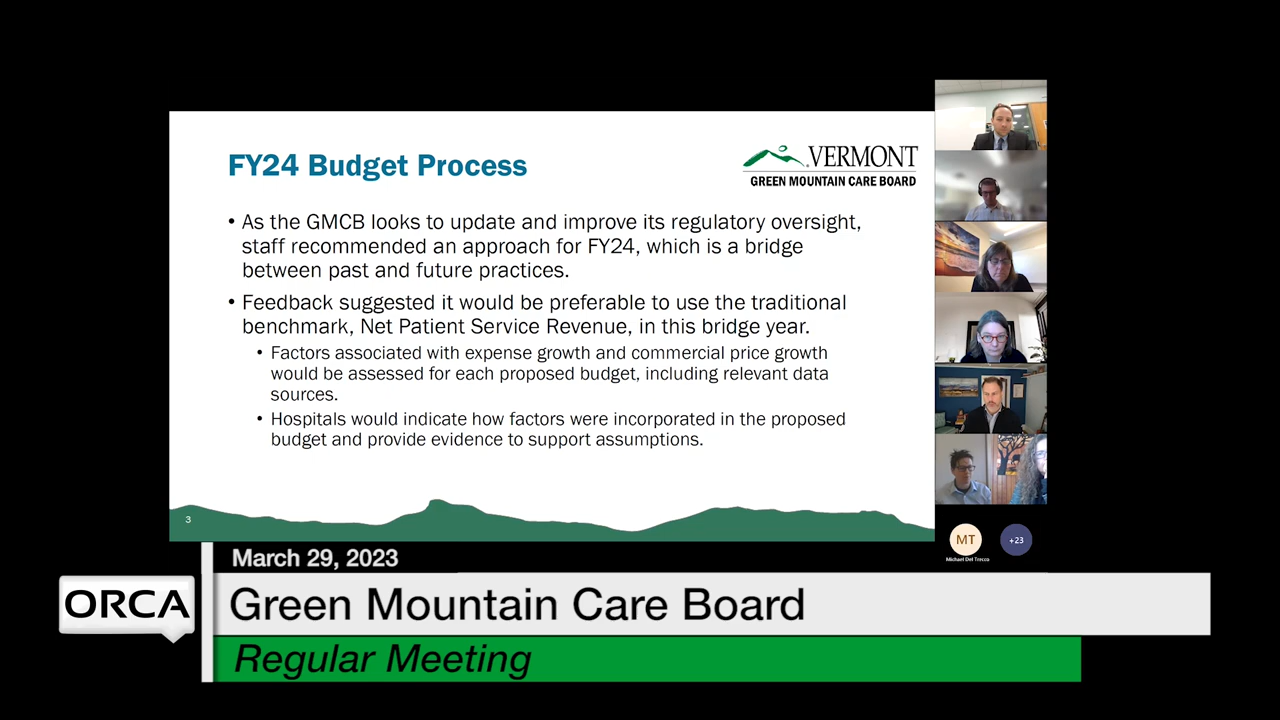 FY24 Budget Process
VERMONT
GREEN MOUNTAIN CARE BOARD
• As the GMCB looks to update and improve its regulatory oversight,
staff recommended an approach for FY24, which is a bridge
between past and future practices.
• Feedback suggested it would be preferable to use the traditional
benchmark, Net Patient Service Revenue, in this bridge year.
• Factors associated with expense growth and commercial price growth
would be assessed for each proposed budget, including relevant data
sources.
• Hospitals would indicate how factors were incorporated in the proposed
budget and provide evidence to support assumptions.
3
MT
+23
Michael Del Trecco
March 29, 2023
ORCA
Green Mountain Care Board
Regular Meeting